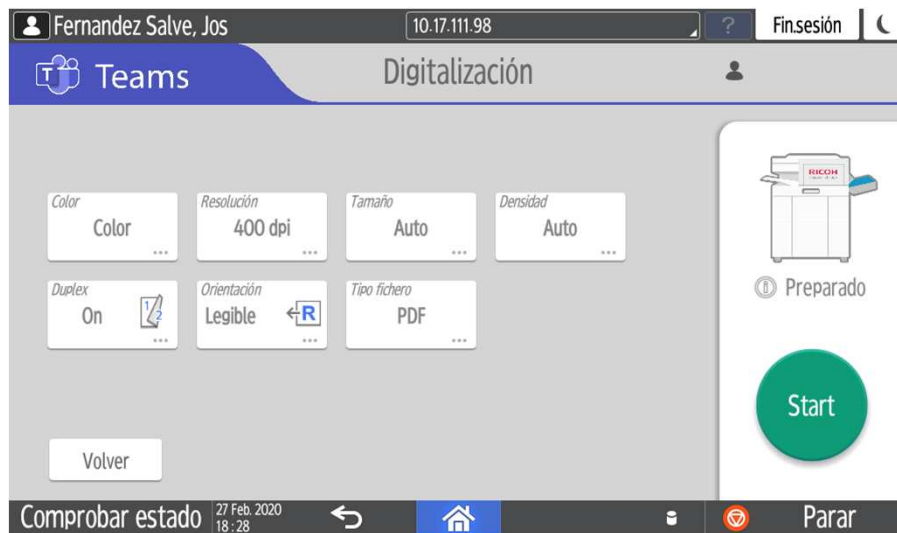 Fernandez Salve, Jos
10.17.111.98
?
Fin.sesión
Teams
Digitalización
Color
Color
...
Resolución
400 dpi
...
Tamaño
Auto
...
Densidad
Auto
...
Duplex
On
1/2
...
Orientación
Legible
R
...
Tipo fichero
PDF
...
RICOH
Preparado
Start
Volver
Comprobar estado
27 Feb. 2020
18 : 28
Parar